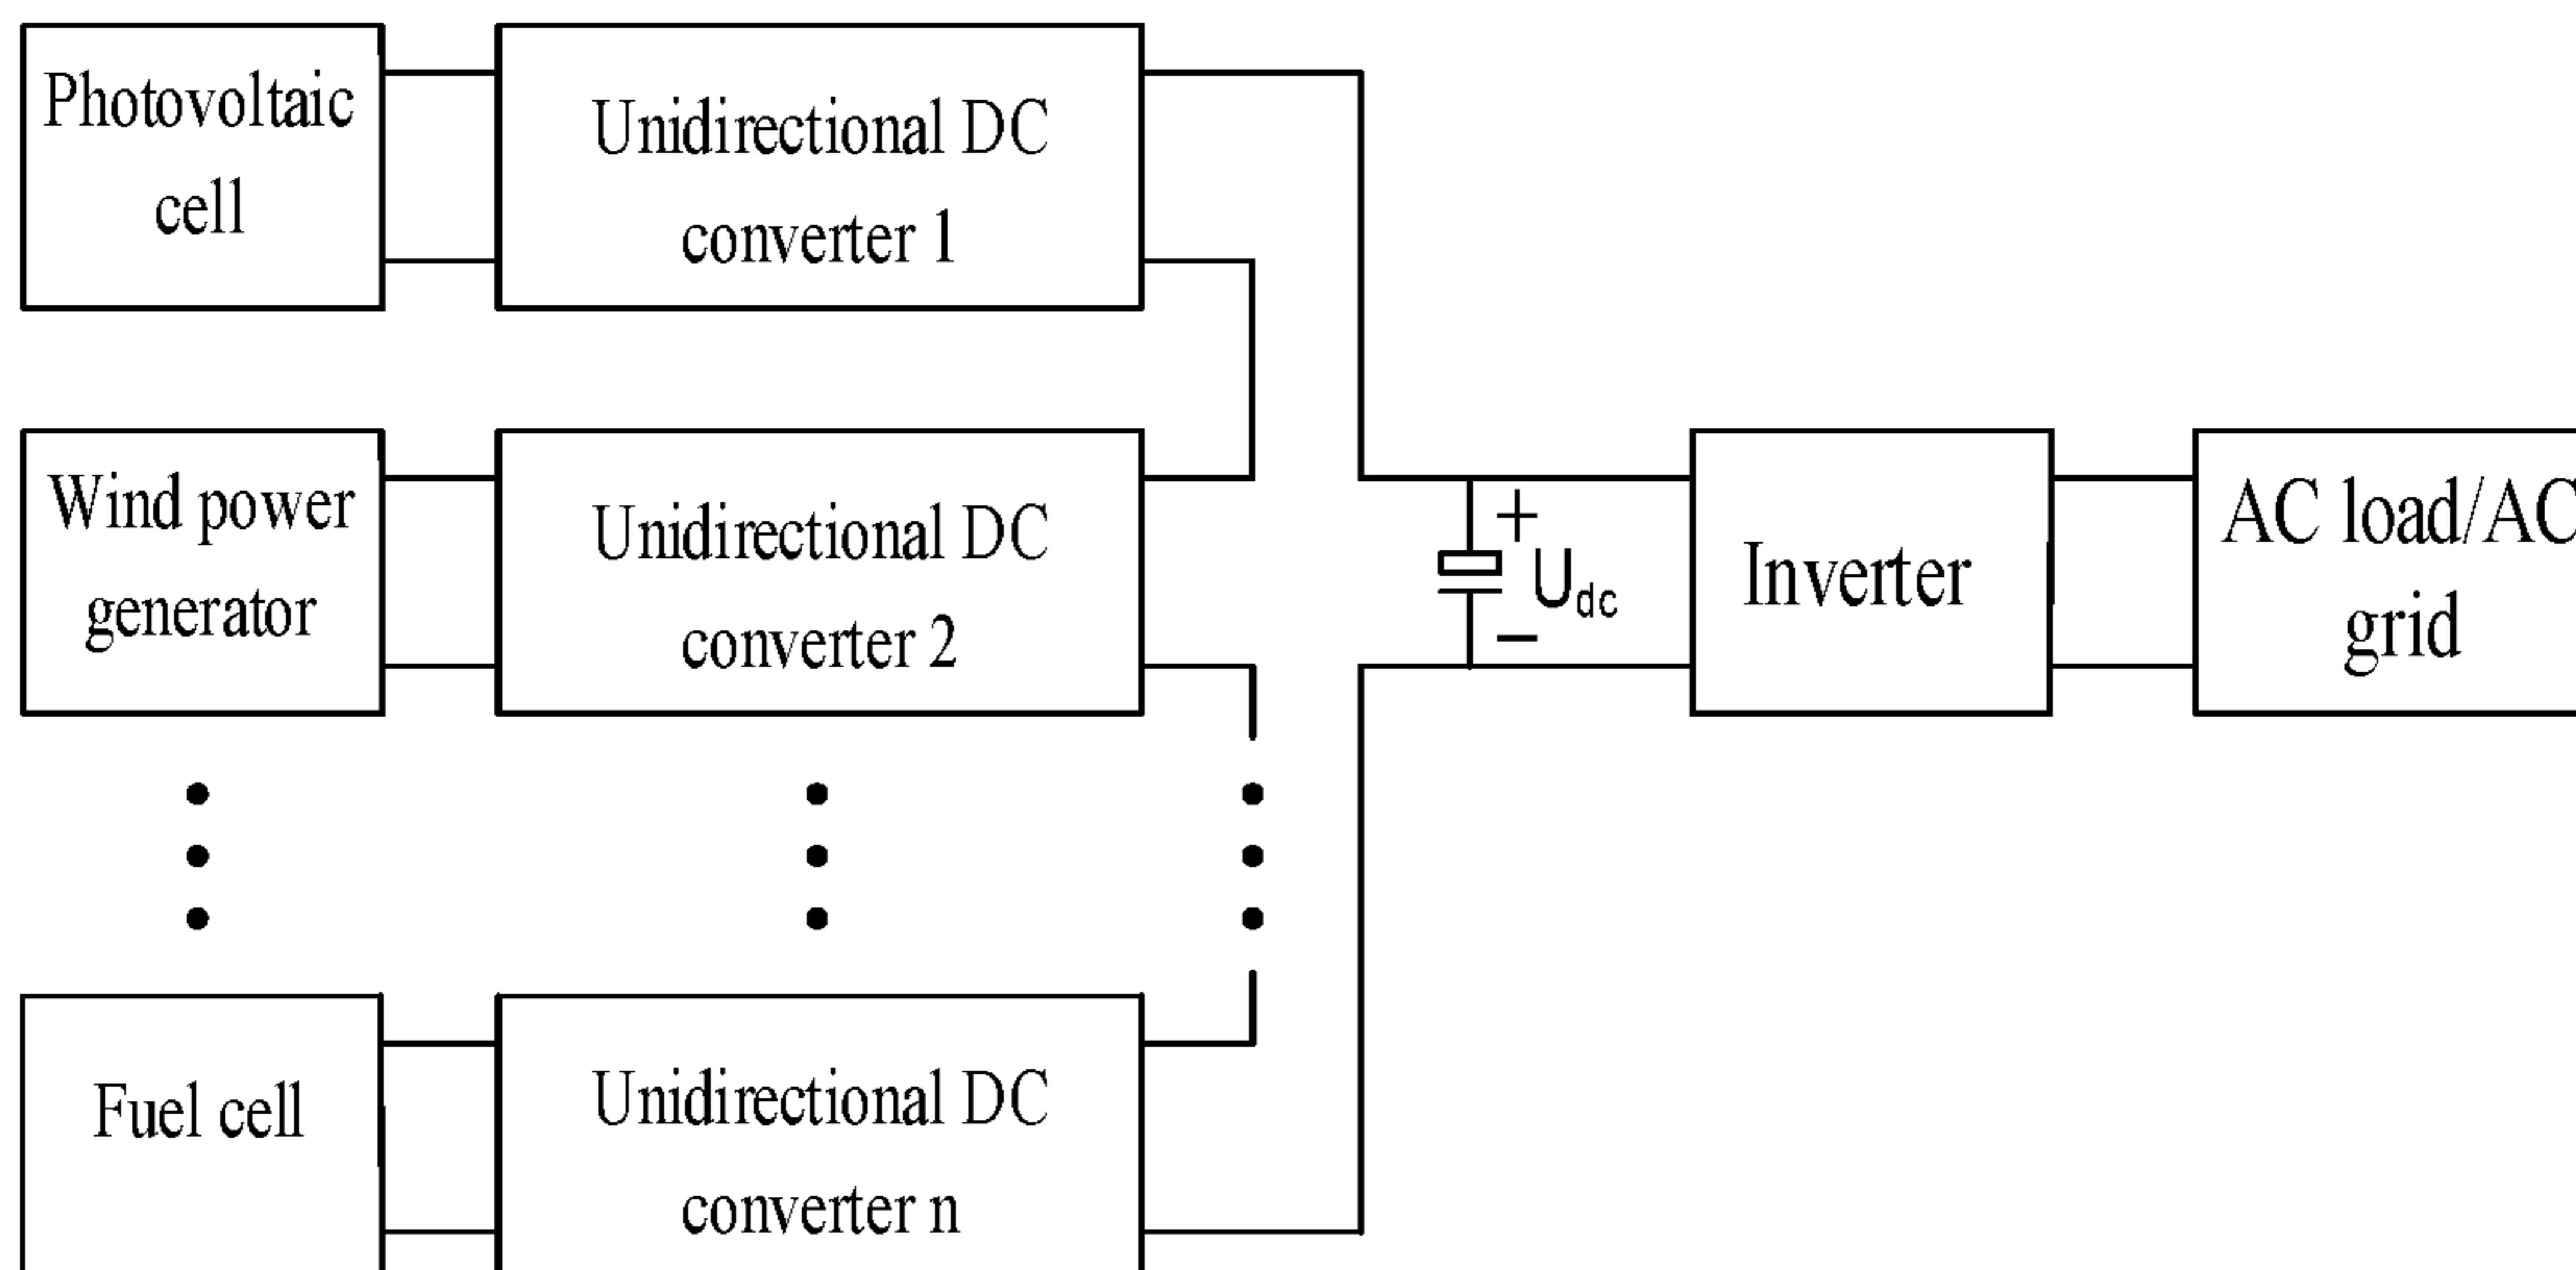 Photovoltaic
cell
Unidirectional DC
converter 1
Wind power
generator
Unidirectional DC
converter 2
+
U_dc
−
Inverter
AC load/AC
grid
Fuel cell
Unidirectional DC
converter n